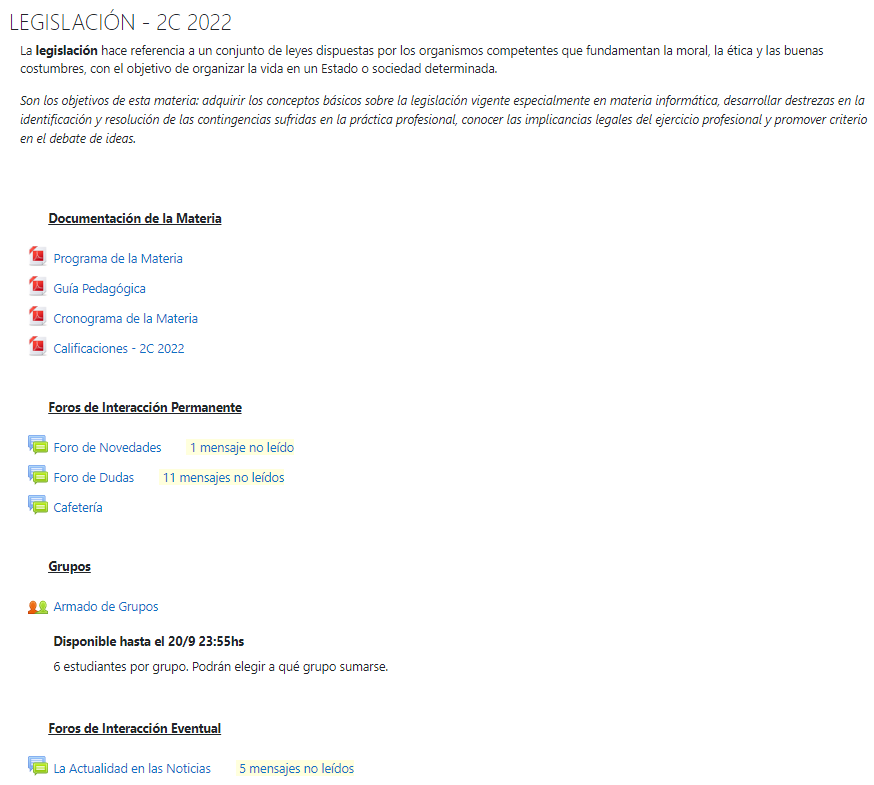 LEGISLACIÓN - 2C 2022
La legislación hace referencia a un conjunto de leyes dispuestas por los organismos competentes que fundamentan la moral, la ética y las buenas
costumbres, con el objetivo de organizar la vida en un Estado o sociedad determinada.
Son los objetivos de esta materia: adquirir los conceptos básicos sobre la legislación vigente especialmente en materia informática, desarrollar destrezas en la
identificación y resolución de las contingencias sufridas en la práctica profesional, conocer las implicancias legales del ejercicio profesional y promover criterio
en el debate de ideas.
Documentación de la Materia
Programa de la Materia
Guía Pedagógica
Cronograma de la Materia
Calificaciones - 2C 2022
Foros de Interacción Permanente
Foro de Novedades 1 mensaje no leído
Foro de Dudas 11 mensajes no leídos
Cafetería
Grupos
Armado de Grupos
Disponible hasta el 20/9 23:55hs
6 estudiantes por grupo. Podrán elegir a qué grupo sumarse.
Foros de Interacción Eventual
La Actualidad en las Noticias 5 mensajes no leídos